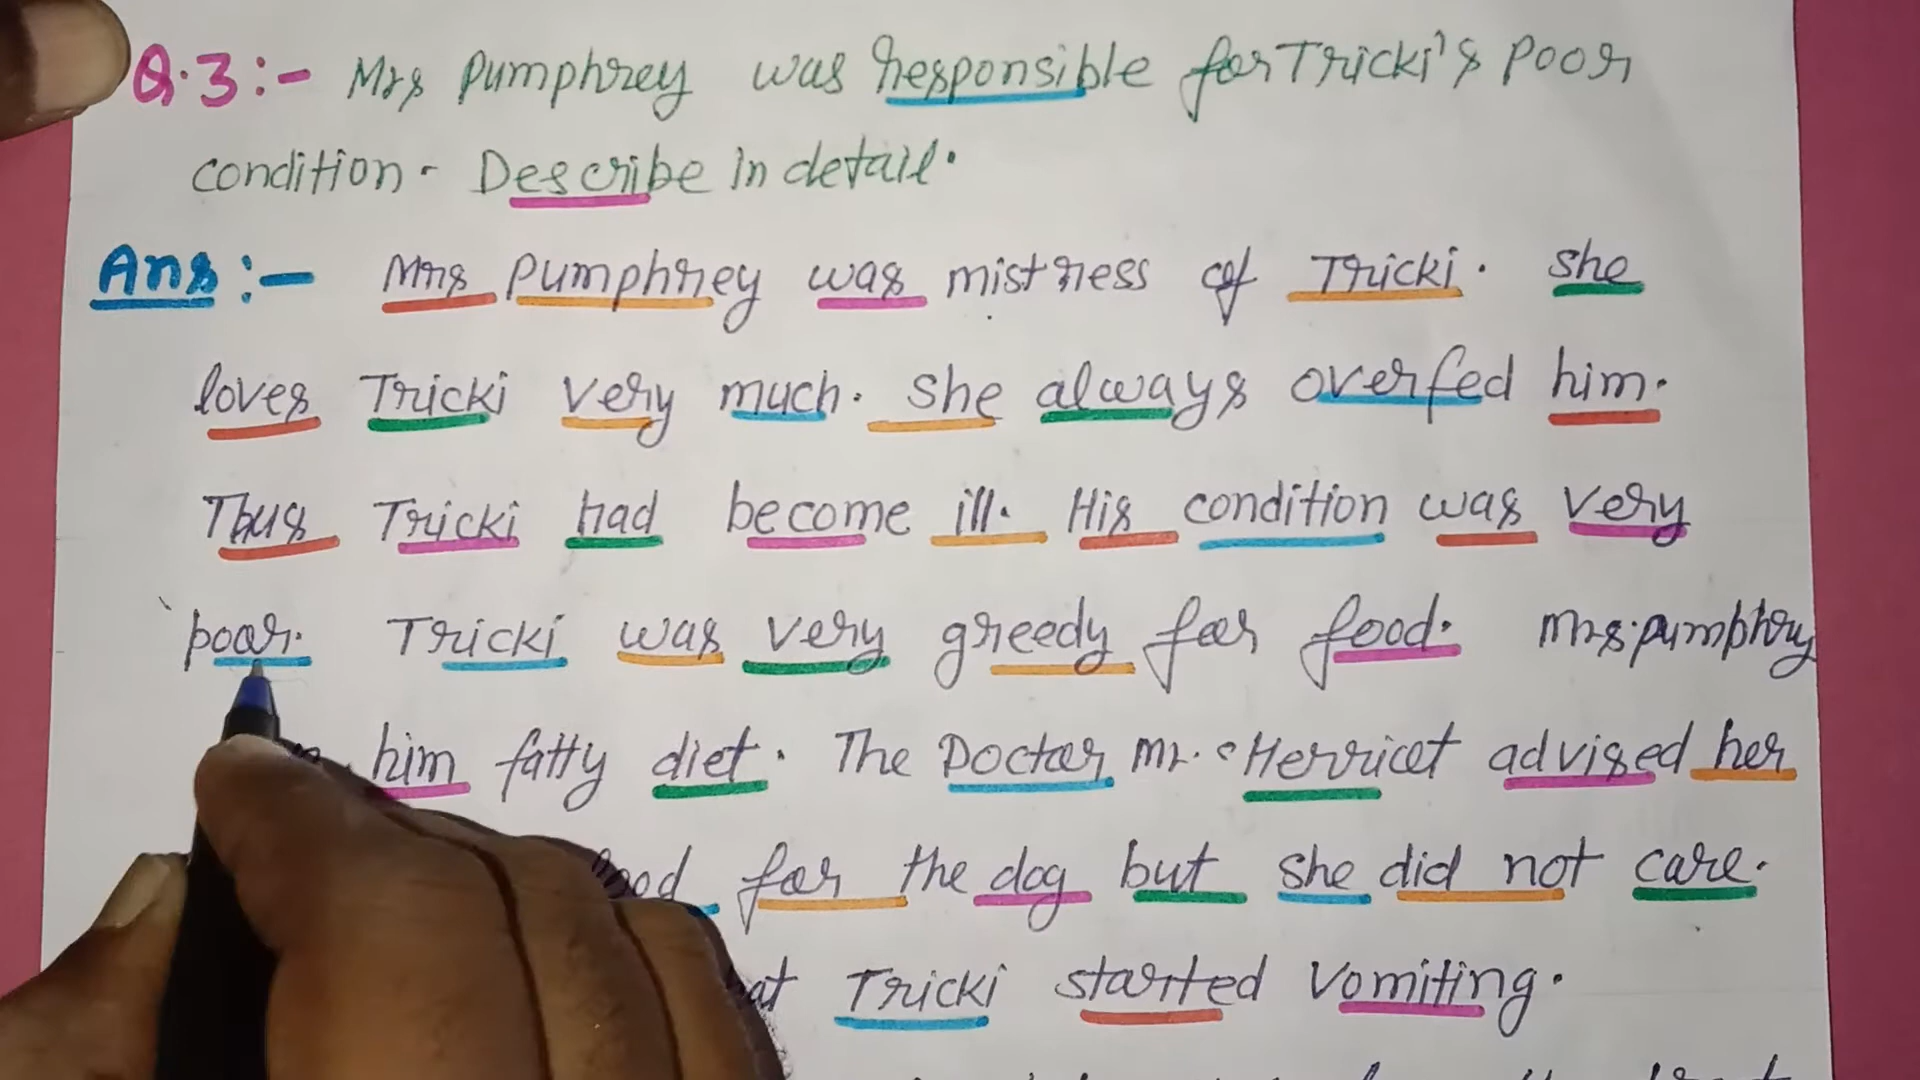 Q.3:- Mrs Pumphrey was responsible for Tricki's poor
condition. Describe in detail.
Ans:- Mrs Pumphrey was mistress of Tricki. she
loves Tricki very much. she always overfed him.
Thus Tricki had become ill. His condition was very
poor. Tricki was very greedy for food. Mrs. pumphry
him fatty diet. The Doctor Mr. Herriot advised her
food for the dog but she did not care.
Tricki started vomiting.